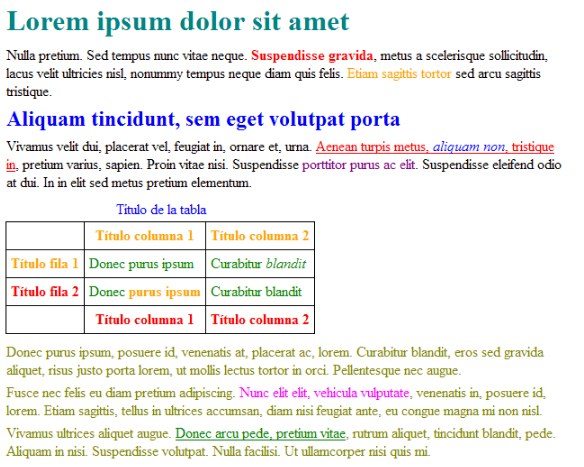 Lorem ipsum dolor sit amet
Nulla pretium. Sed tempus nunc vitae neque. Suspendisse gravida, metus a scelerisque sollicitudin,
lacus velit ultricies nisl, nonummy tempus neque diam quis felis. Etiam sagittis tortor sed arcu sagittis
tristique.
Aliquam tincidunt, sem eget volutpat porta
Vivamus velit dui, placerat vel, feugiat in, ornare et, urna. Aenean turpis metus, aliquam non, tristique
in, pretium varius, sapien. Proin vitae nisi. Suspendisse porttitor purus ac elit. Suspendisse eleifend odio
at dui. In in elit sed metus pretium elementum.
Título de la tabla
Título columna 1 Título columna 2
Título fila 1 Donec purus ipsum Curabitur blandit
Título fila 2 Donec purus ipsum Curabitur blandit
Título columna 1 Título columna 2
Donec purus ipsum, posuere id, venenatis at, placerat ac, lorem. Curabitur blandit, eros sed gravida
aliquet, risus justo porta lorem, ut mollis lectus tortor in orci. Pellentesque nec augue.
Fusce nec felis eu diam pretium adipiscing. Nunc elit elit, vehicula vulputate, venenatis in, posuere id,
lorem. Etiam sagittis, tellus in ultrices accumsan, diam nisi feugiat ante, eu congue magna mi non nisl.
Vivamus ultrices aliquet augue. Donec arcu pede, pretium vitae, rutrum aliquet, tincidunt blandit, pede.
Aliquam in nisi. Suspendisse volutpat. Nulla facilisi. Ut ullamcorper nisi quis mi.